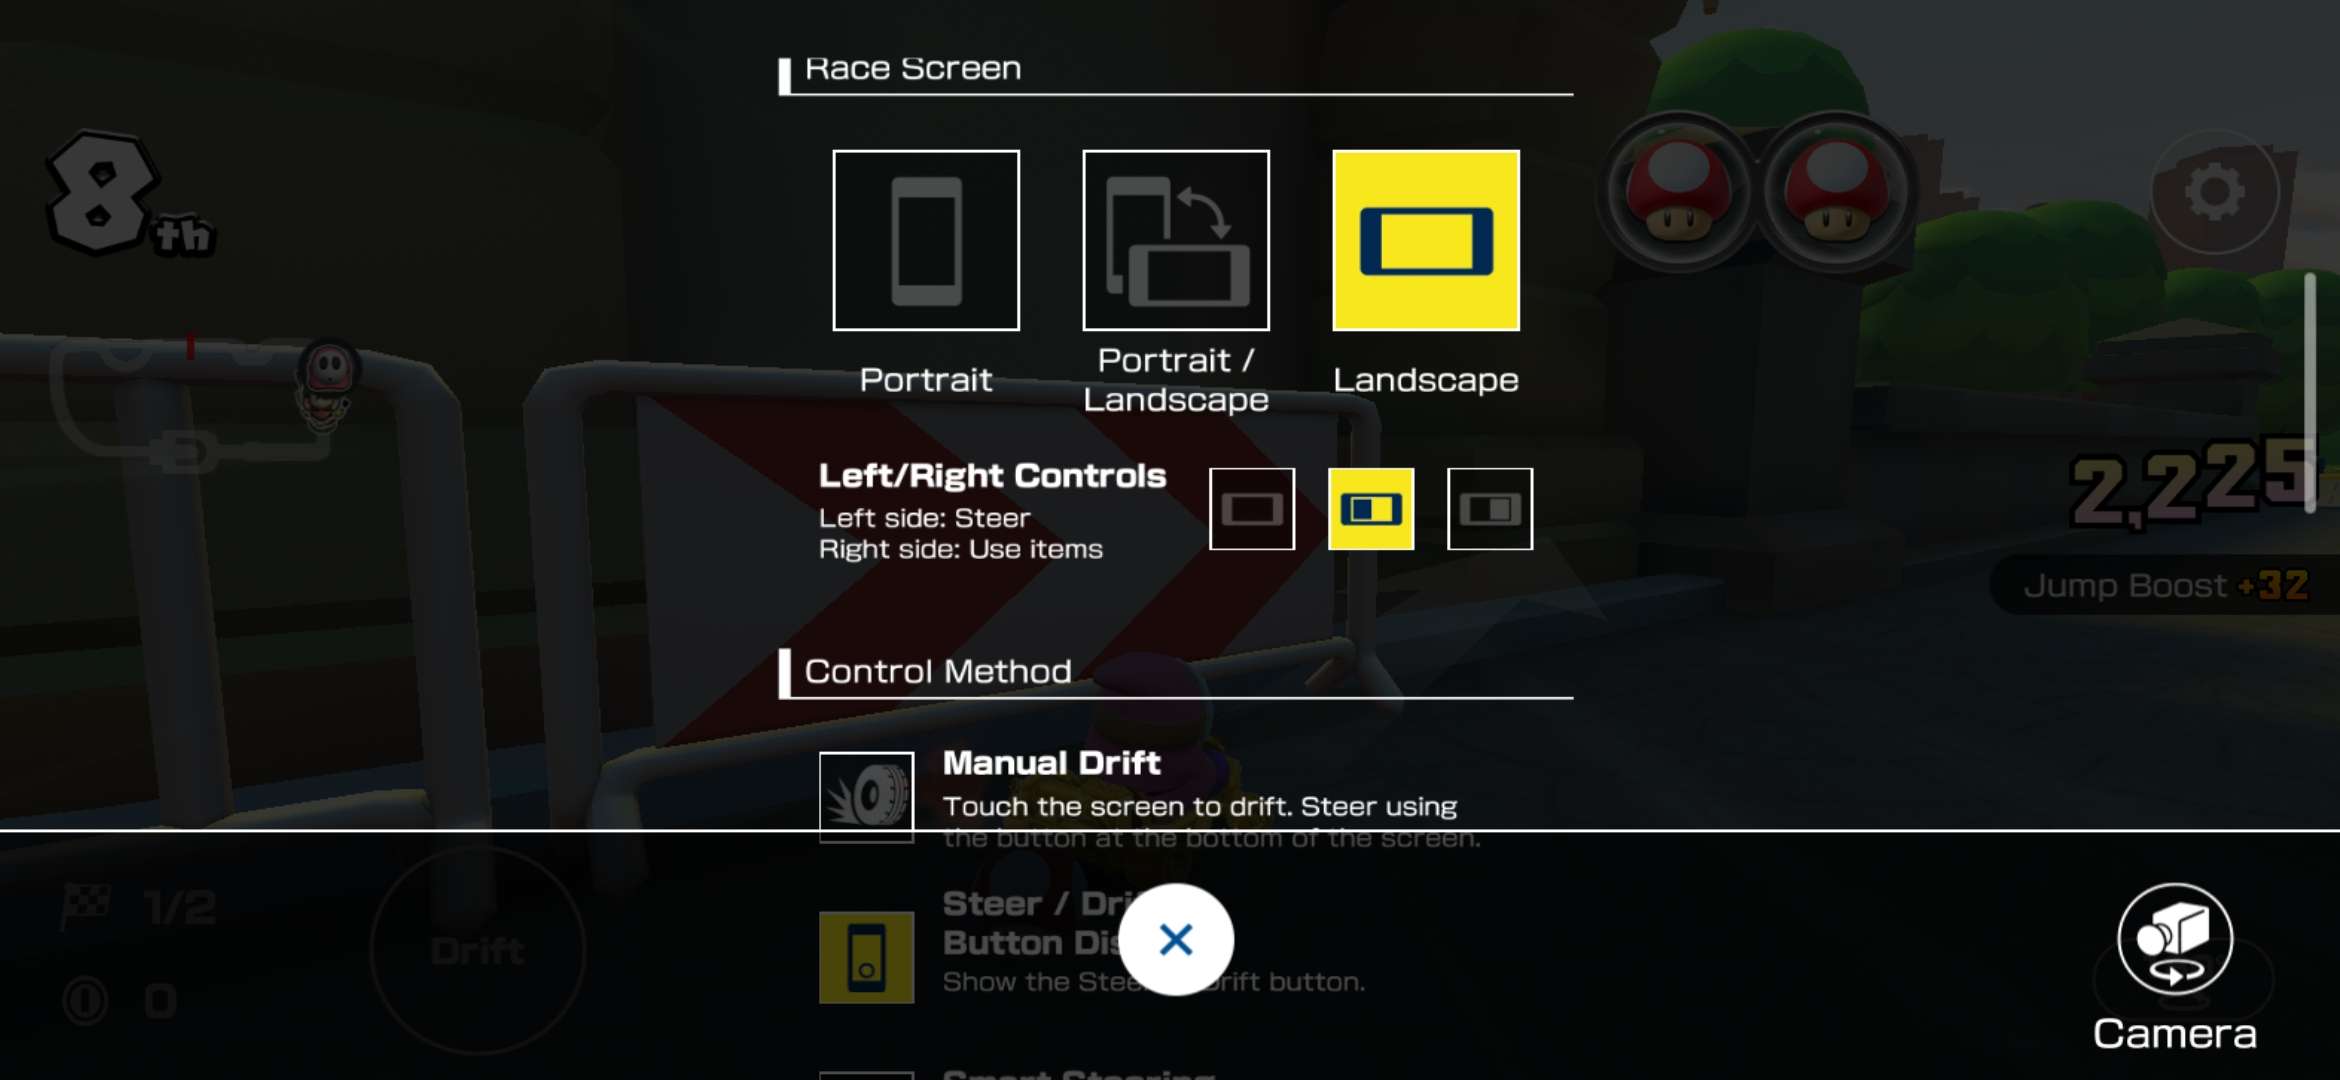 Race Screen
8th
Portrait
Portrait /
Landscape
Landscape
Left/Right Controls
Left side: Steer
Right side: Use items
2,225
Jump Boost +32
Control Method
Manual Drift
Touch the screen to drift. Steer using
the button at the bottom of the screen.
1/2
Drift
Steer / Dri
Button Dis
Show the Stee rift button.
0
Camera
Smart Steering